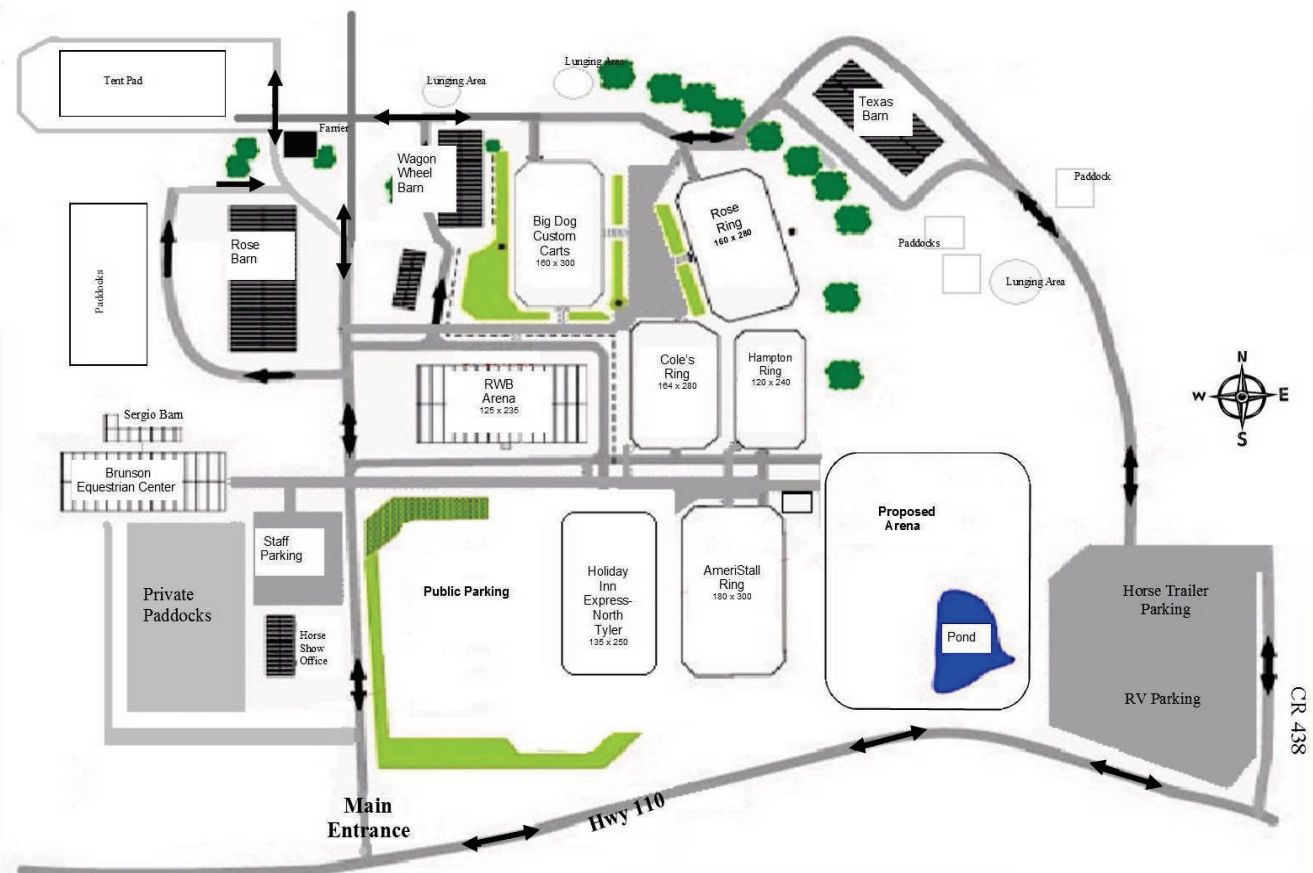 Tent Pad
Lunging Area
Lunging Area
Farrier
Wagon
Wheel
Barn
Texas
Barn
Paddock
Big Dog
Custom
Carts
160 x 300
Rose
Ring
160 x 280
Rose
Barn
Paddocks
Paddocks
Lunging Area
Cole's
Ring
164 x 280
Hampton
Ring
120 x 240
RWB
Arena
125 x 235
N
W
E
S
Sergio Barn
Brunson
Equestrian Center
Staff
Parking
Proposed
Arena
Private
Paddocks
Public Parking
Holiday
Inn
Express-
North
Tyler
135 x 250
AmeriStall
Ring
180 x 300
Horse Trailer
Parking
Horse
Show
Office
Pond
RV Parking
CR 438
Main
Entrance
Hwy 110